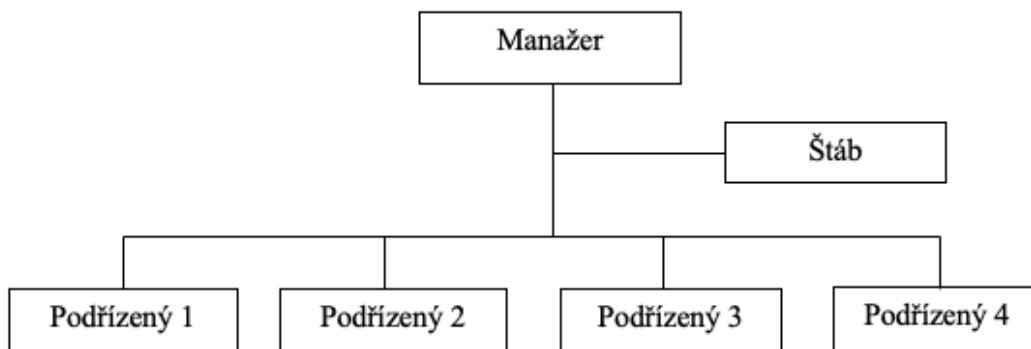 Manažer
Štáb
Podřízený 1
Podřízený 2
Podřízený 3
Podřízený 4